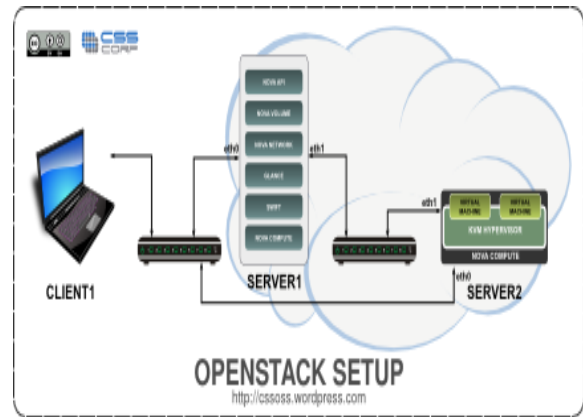 CSS
CORP
NOVA API
NOVA VOLUME
NOVA NETWORK
GLANCE
SWIFT
NOVA COMPUTE
eth0
eth1
SERVER1
CLIENT1
eth1
VIRTUAL
MACHINE
VIRTUAL
MACHINE
KVM HYPERVISOR
NOVA COMPUTE
eth0
SERVER2
OPENSTACK SETUP
http://cssoss.wordpress.com